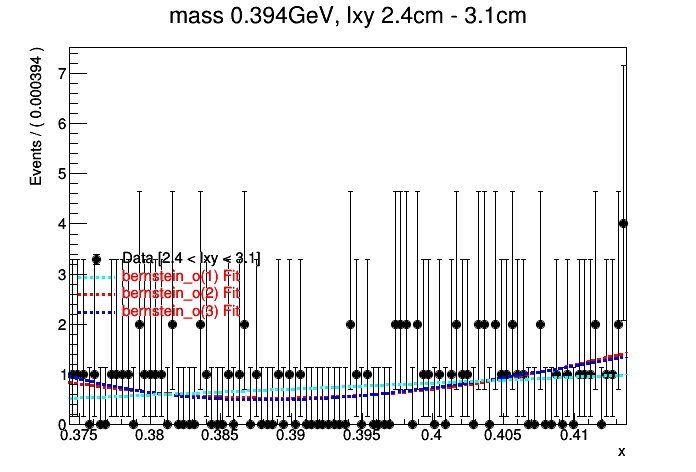 mass 0.394GeV, lxy 2.4cm - 3.1cm
Events / ( 0.000394 )
7
6
5
4
3
2
1
0
Data [2.4 < lxy < 3.1]
bernstein_o(1) Fit
bernstein_o(2) Fit
bernstein_o(3) Fit
0.375 0.38 0.385 0.39 0.395 0.4 0.405 0.41
x